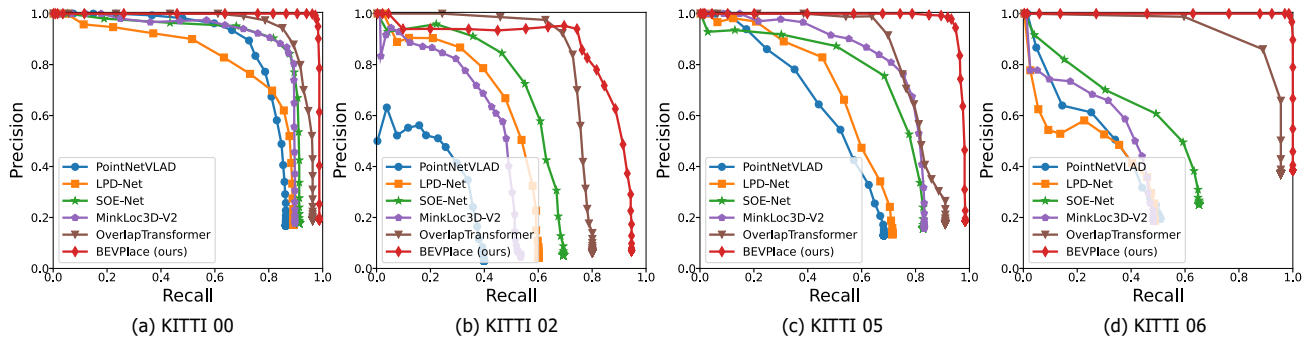 1.0
0.8
0.6
0.4
0.2
0.0
Precision
PointNetVLAD
LPD-Net
SOE-Net
MinkLoc3D-V2
OverlapTransformer
BEVPlace (ours)
0.0 0.2 0.4 0.6 0.8 1.0
Recall
(a) KITTI 00
1.0
0.8
0.6
0.4
0.2
0.0
Precision
PointNetVLAD
LPD-Net
SOE-Net
MinkLoc3D-V2
OverlapTransformer
BEVPlace (ours)
0.0 0.2 0.4 0.6 0.8 1.0
Recall
(b) KITTI 02
1.0
0.8
0.6
0.4
0.2
0.0
Precision
PointNetVLAD
LPD-Net
SOE-Net
MinkLoc3D-V2
OverlapTransformer
BEVPlace (ours)
0.0 0.2 0.4 0.6 0.8 1.0
Recall
(c) KITTI 05
1.0
0.8
0.6
0.4
0.2
0.0
Precision
PointNetVLAD
LPD-Net
SOE-Net
MinkLoc3D-V2
OverlapTransformer
BEVPlace (ours)
0.0 0.2 0.4 0.6 0.8 1.0
Recall
(d) KITTI 06